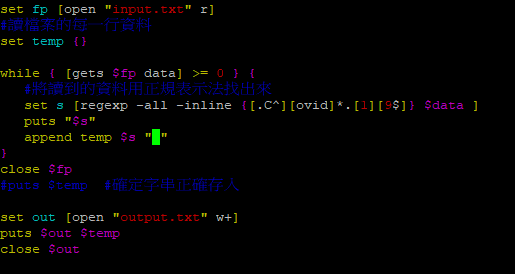 set fp [open "input.txt" r]
#讀檔案的每一行資料
set temp {}
while { [gets $fp data] >= 0 } {
#將讀到的資料用正規表示法找出來
set s [regexp -all -inline {[.C^][ovid]*.[1][9$]} $data ]
puts "$s"
append temp $s " "
}
close $fp
#puts $temp #確定字串正確存入
set out [open "output.txt" w+]
puts $out $temp
close $out